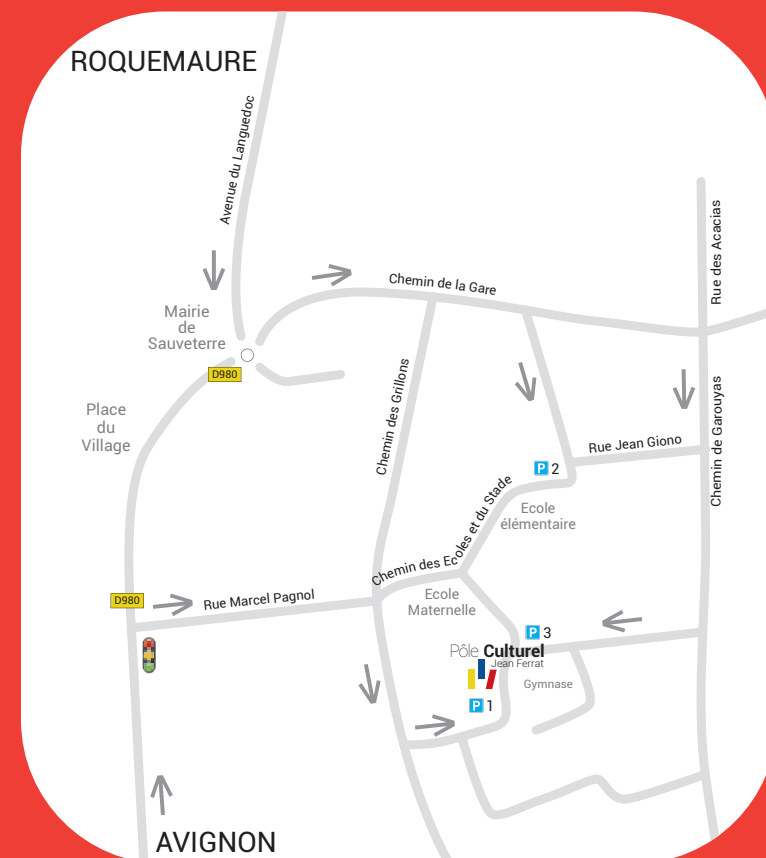 ROQUEMAURE
Avenue du Languedoc
Rue des Acacias
Chemin de la Gare
Mairie
de
Sauveterre
D980
Place
du
Village
Chemin des Grillons
Chemin de Garouyas
Rue Jean Giono
P 2
Chemin des Ecoles et du Stade
Ecole
élémentaire
D980
Rue Marcel Pagnol
Ecole
Maternelle
P 3
Pôle Culturel
Jean Ferrat
Gymnase
P 1
AVIGNON